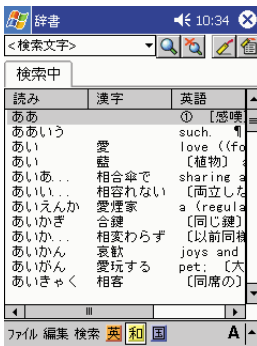 辞書 10:34
<検索文字>
検索中
読み 漢字 英語
ああ ① [感嘆
ああいう such. ¶
あい 愛 love ((fo
あい 藍 〔植物〕
あいあ... 相合傘で sharing a
あいい... 相容れない 〔両立した
あいえんか 愛煙家 a (regula
あいかぎ 合鍵 〔同じ鍵〕
あいか... 相変わらず 〔以前同様
あいかん 哀歓 joys and
あいがん 愛玩する pet; 〔大
あいきゃく 相客 〔同席の〕
ファイル 編集 検索 英 和 国 A